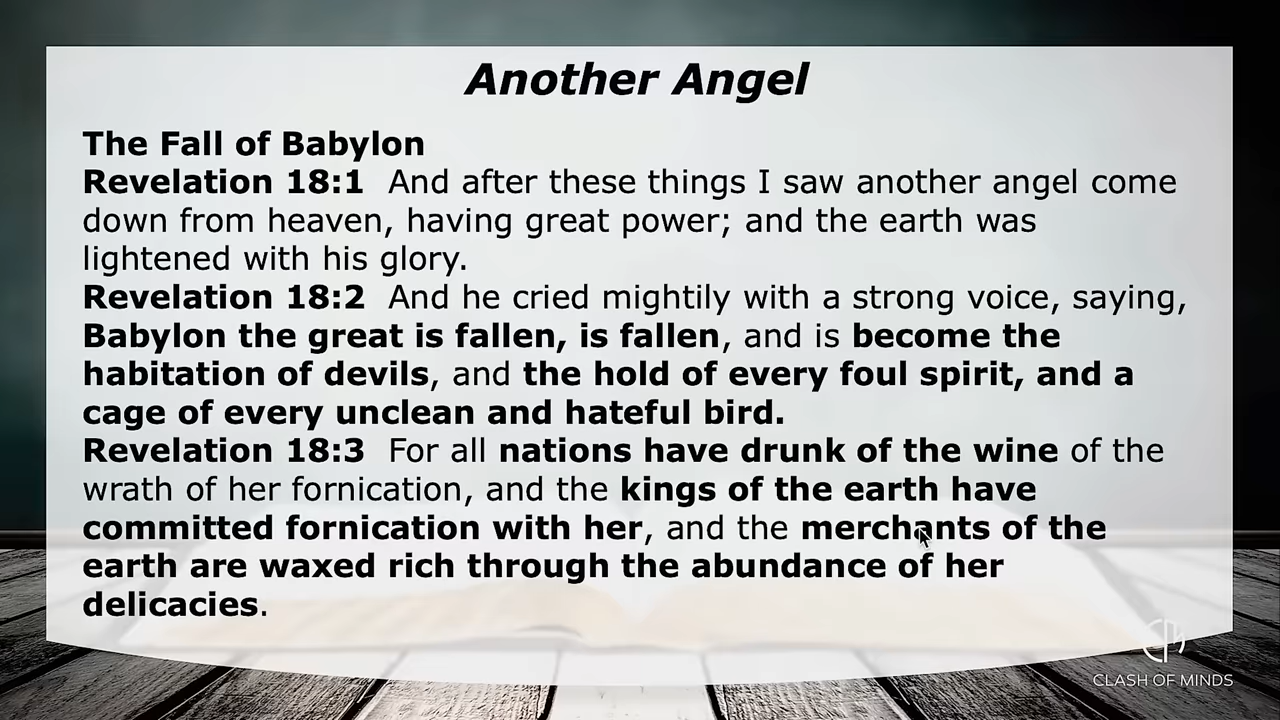 Another Angel
The Fall of Babylon
Revelation 18:1 And after these things I saw another angel come
down from heaven, having great power; and the earth was
lightened with his glory.
Revelation 18:2 And he cried mightily with a strong voice, saying,
Babylon the great is fallen, is fallen, and is become the
habitation of devils, and the hold of every foul spirit, and a
cage of every unclean and hateful bird.
Revelation 18:3 For all nations have drunk of the wine of the
wrath of her fornication, and the kings of the earth have
committed fornication with her, and the merchants of the
earth are waxed rich through the abundance of her
delicacies.
CLASH OF MINDS